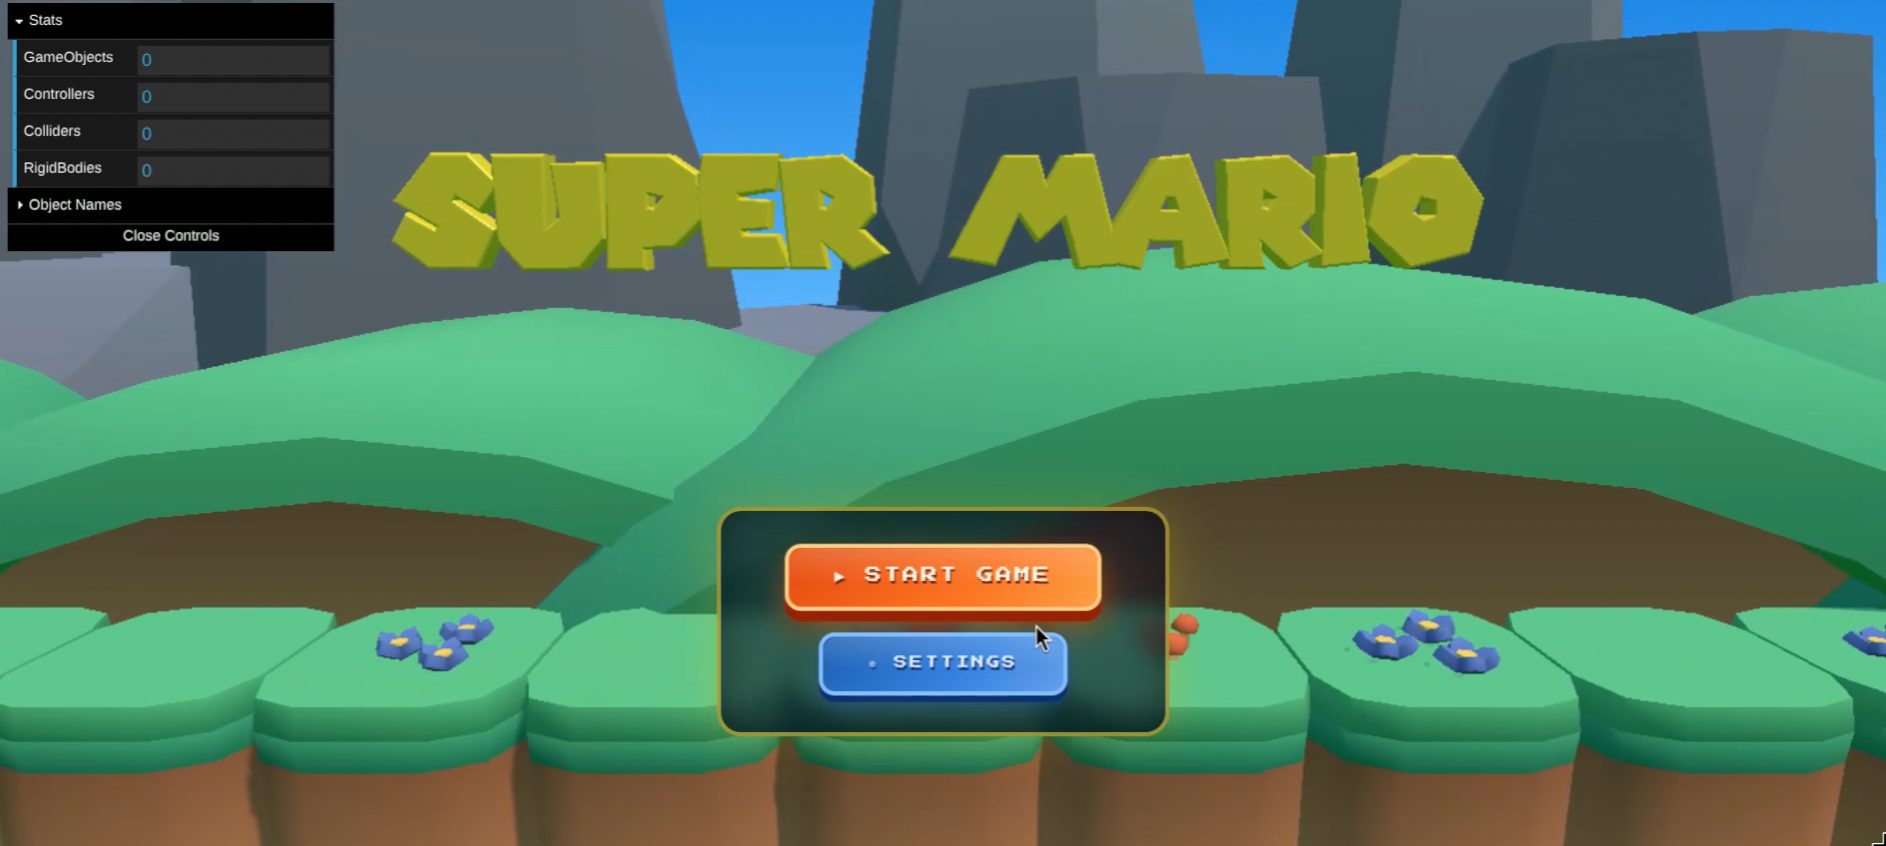 Stats
GameObjects 0
Controllers 0
Colliders 0
RigidBodies 0
Object Names
Close Controls
SUPER MARIO
START GAME
SETTINGS